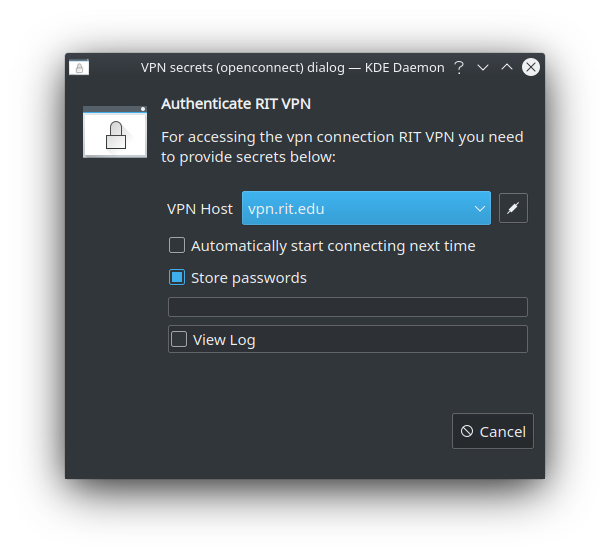 VPN secrets (openconnect) dialog — KDE Daemon
Authenticate RIT VPN
For accessing the vpn connection RIT VPN you need
to provide secrets below:
VPN Host vpn.rit.edu
Automatically start connecting next time
Store passwords
View Log
Cancel